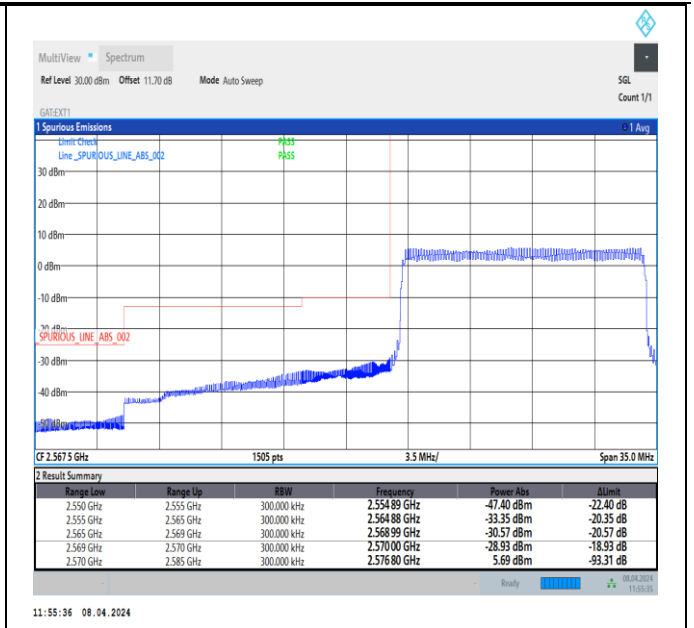 MultiView Spectrum
Ref Level 30.00 dBm Offset 11.70 dB Mode Auto Sweep SGL
Count 1/1
GAT:EXT1
1 Spurious Emissions 1 Avg
Limit Check PASS
Line _SPURIOUS_LINE_ABS_002 PASS
30 dBm
20 dBm
10 dBm
0 dBm
-10 dBm
-20 dBm
_SPURIOUS_LINE_ABS_002
-30 dBm
-40 dBm
-50 dBm
CF 2.567 5 GHz 1505 pts 3.5 MHz/ Span 35.0 MHz
2 Result Summary
Range Low Range Up RBW Frequency Power Abs ΔLimit
2.550 GHz 2.555 GHz 300.000 kHz 2.554 89 GHz -47.40 dBm -22.40 dB
2.555 GHz 2.565 GHz 300.000 kHz 2.564 88 GHz -33.35 dBm -20.35 dB
2.565 GHz 2.569 GHz 300.000 kHz 2.568 99 GHz -30.57 dBm -20.57 dB
2.569 GHz 2.570 GHz 300.000 kHz 2.570 00 GHz -28.93 dBm -18.93 dB
2.570 GHz 2.585 GHz 300.000 kHz 2.576 80 GHz 5.69 dBm -93.31 dB
Ready 08.04.2024
11:55:35
11:55:36 08.04.2024